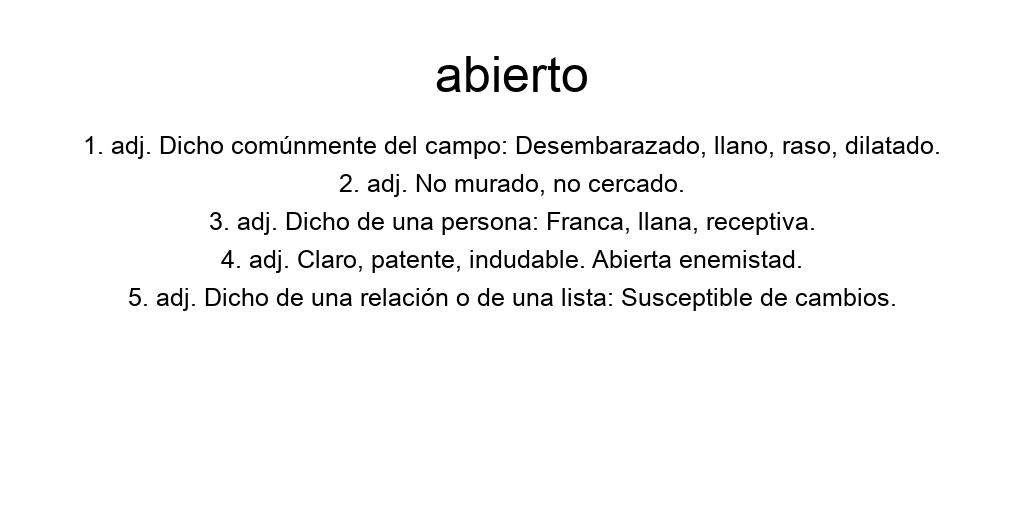 abierto
1. adj. Dicho comúnmente del campo: Desembarazado, llano, raso, dilatado.
2. adj. No murado, no cercado.
3. adj. Dicho de una persona: Franca, llana, receptiva.
4. adj. Claro, patente, indudable. Abierta enemistad.
5. adj. Dicho de una relación o de una lista: Susceptible de cambios.